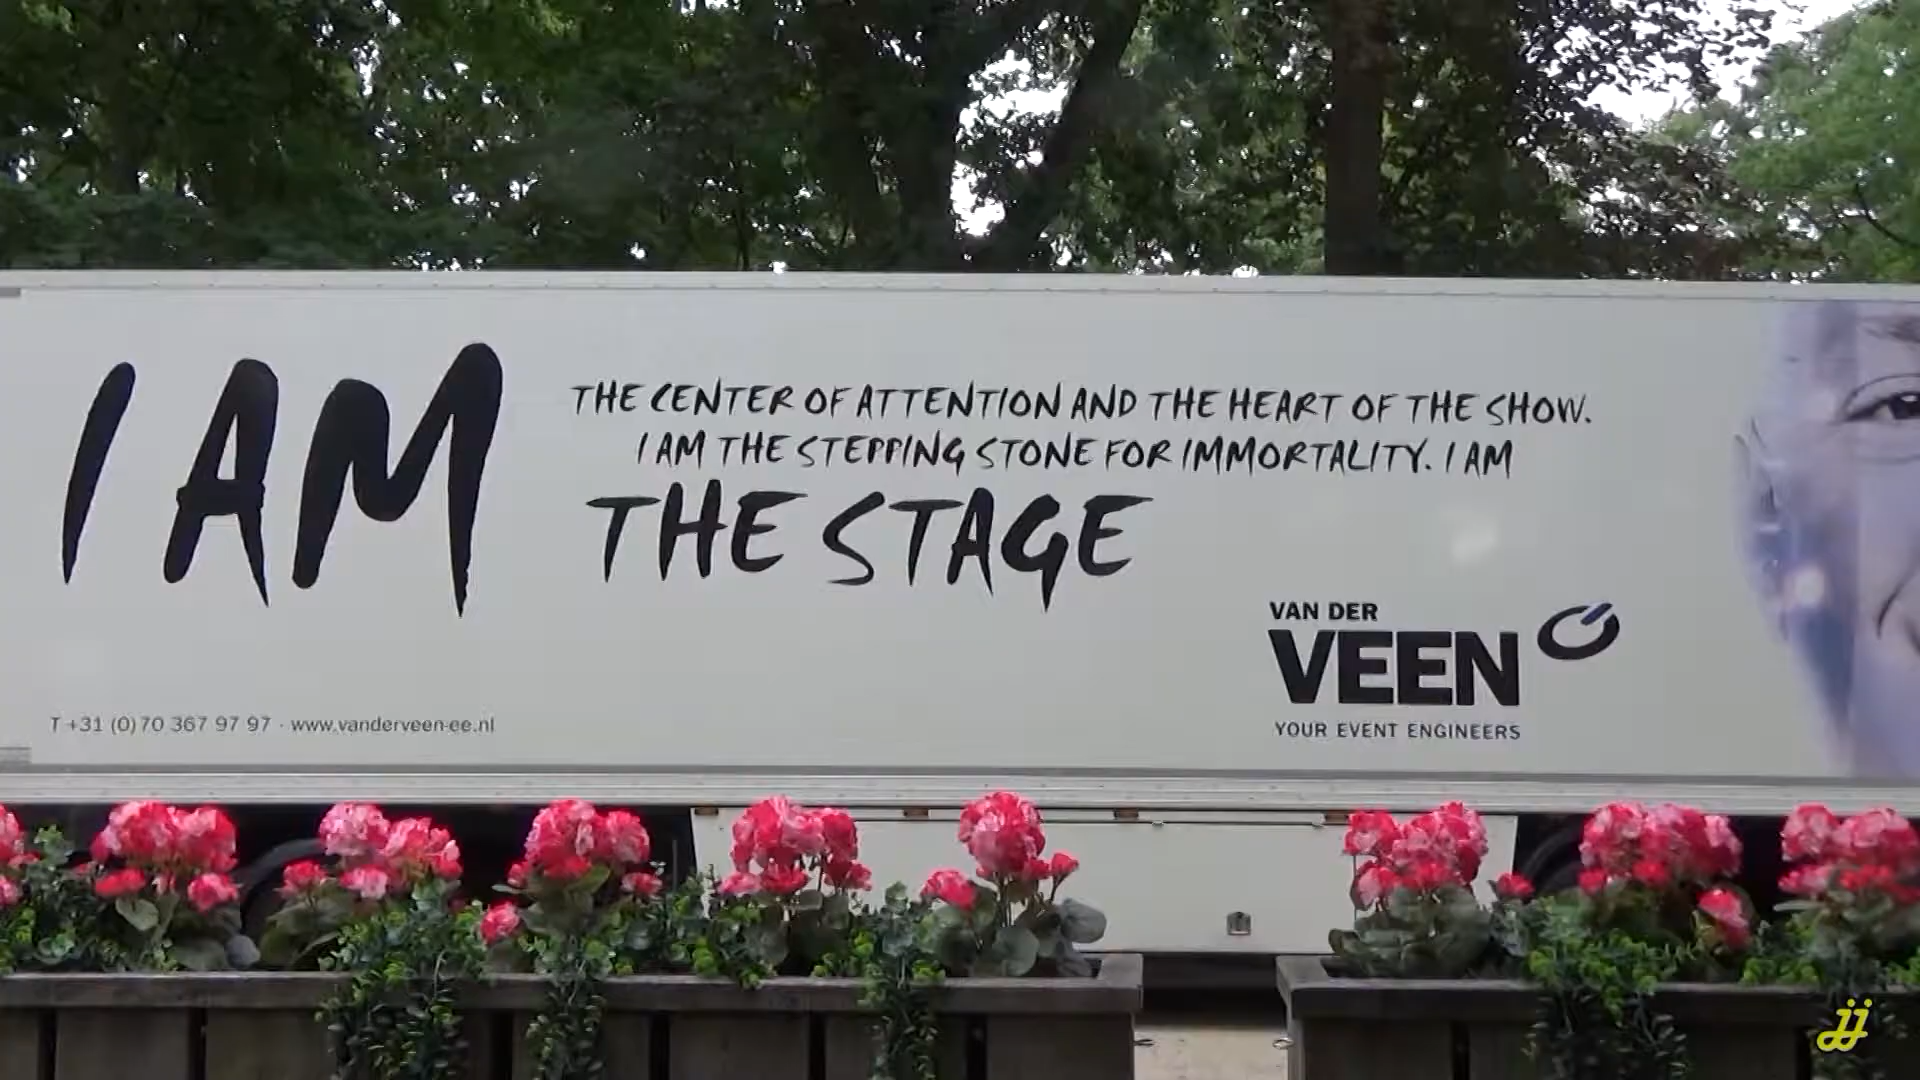 I AM
THE CENTER OF ATTENTION AND THE HEART OF THE SHOW.
I AM THE STEPPING STONE FOR IMMORTALITY. I AM
THE STAGE
VAN DER
VEEN
YOUR EVENT ENGINEERS
T +31 (0)70 367 97 97 · www.vanderveen-ee.nl
jj